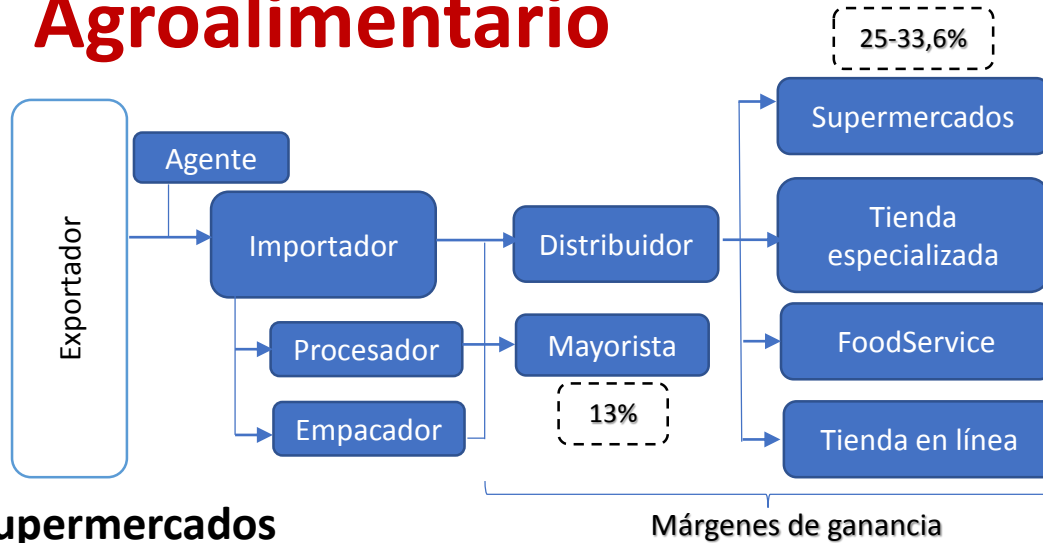 Agroalimentario
25-33,6%
Supermercados
Agente
Exportador
Importador
Distribuidor
Tienda
especializada
Procesador
Mayorista
FoodService
Empacador
13%
Tienda en línea
upermercados
Márgenes de ganancia